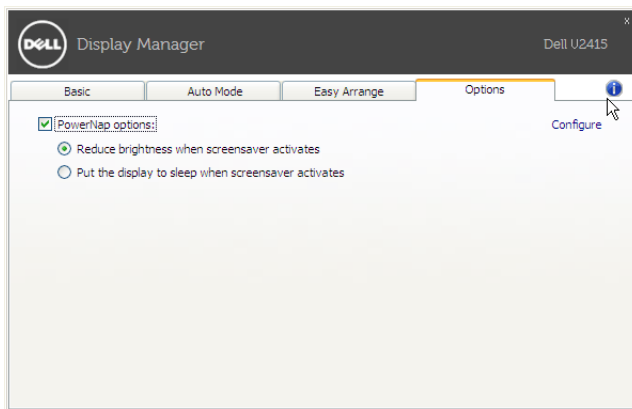 x
DELL Display Manager Dell U2415
Basic Auto Mode Easy Arrange Options i
PowerNap options: Configure
Reduce brightness when screensaver activates
Put the display to sleep when screensaver activates